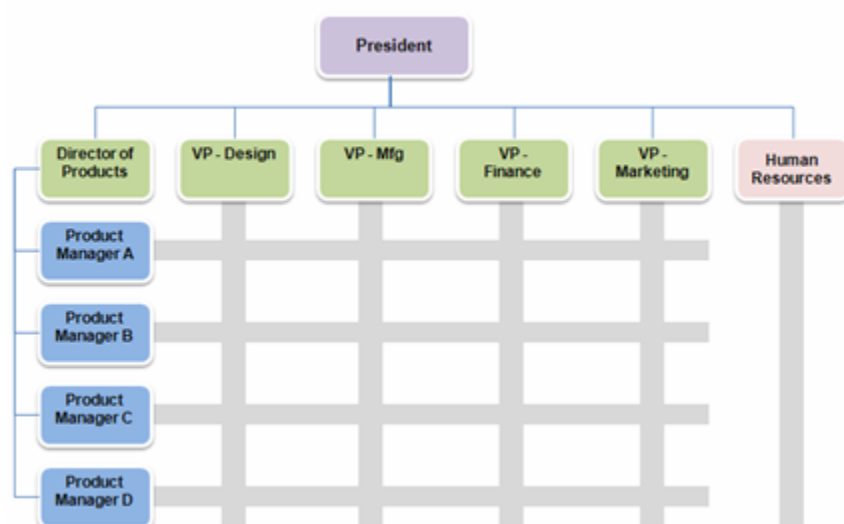 President
Director of
Products
VP - Design
VP - Mfg
VP -
Finance
VP -
Marketing
Human
Resources
Product
Manager A
Product
Manager B
Product
Manager C
Product
Manager D